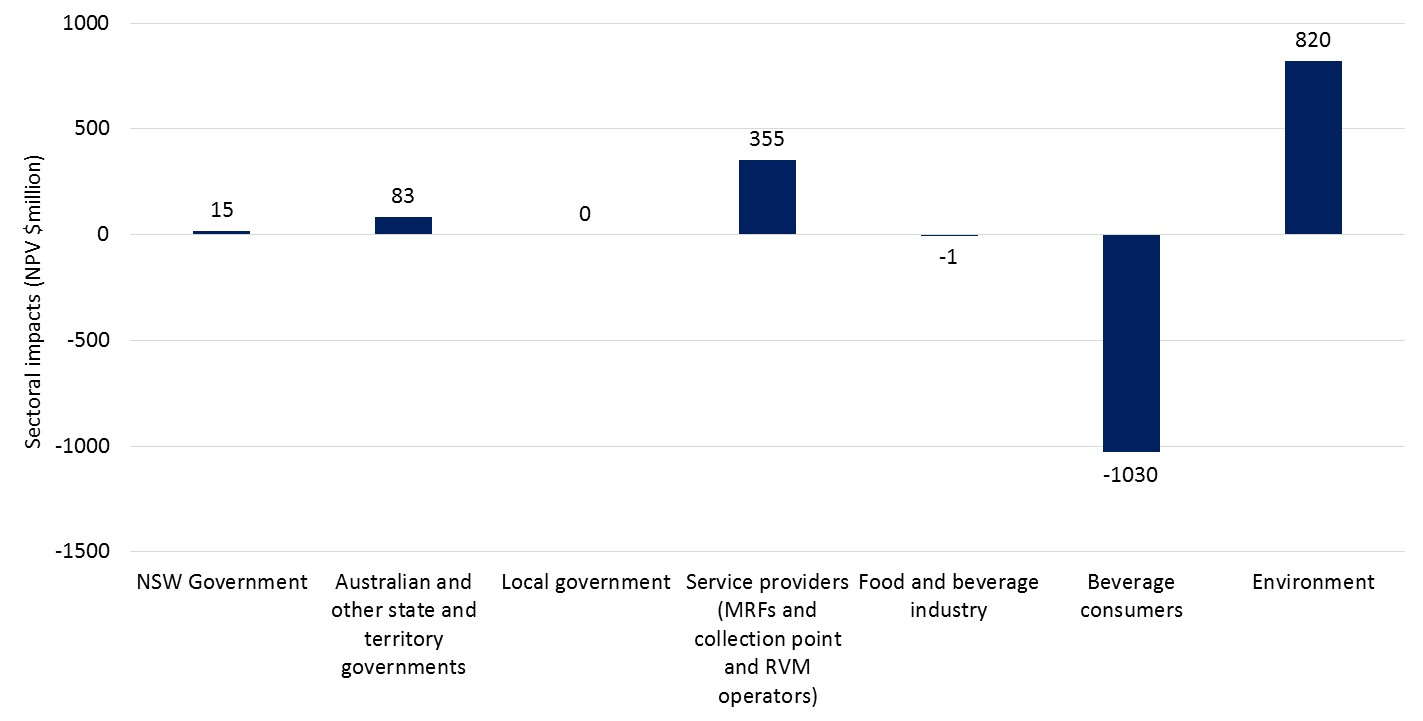 1000
500
0
-500
-1000
-1500
Sectoral impacts (NPV $million)
15
83
0
355
-1
-1030
820
NSW Government
Australian and
other state and
territory
governments
Local government
Service providers
(MRFs and
collection point
and RVM
operators)
Food and beverage
industry
Beverage
consumers
Environment